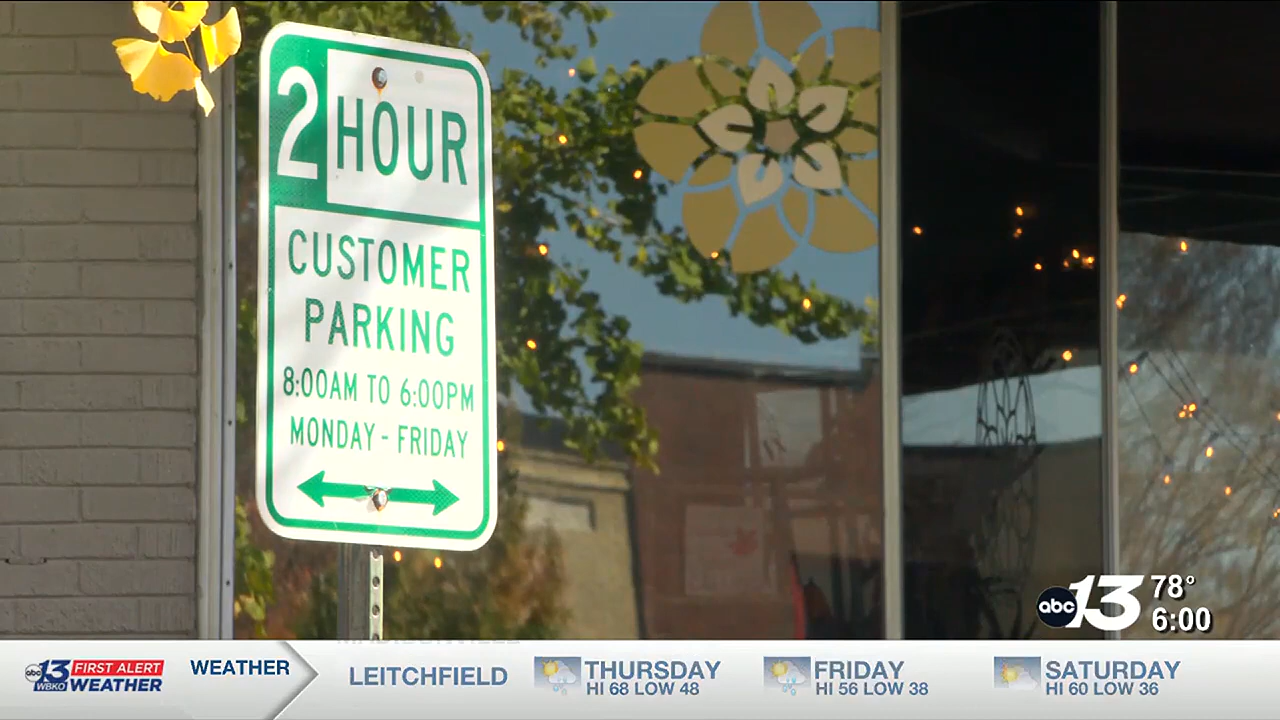 2 HOUR
CUSTOMER
PARKING
8:00AM TO 6:00PM
MONDAY - FRIDAY
abc 13
78°
6:00
MADISONVILLE
abc 13
WBKO
FIRST ALERT
WEATHER
WEATHER
LEITCHFIELD
THURSDAY
HI 68 LOW 48
FRIDAY
HI 56 LOW 38
SATURDAY
HI 60 LOW 36